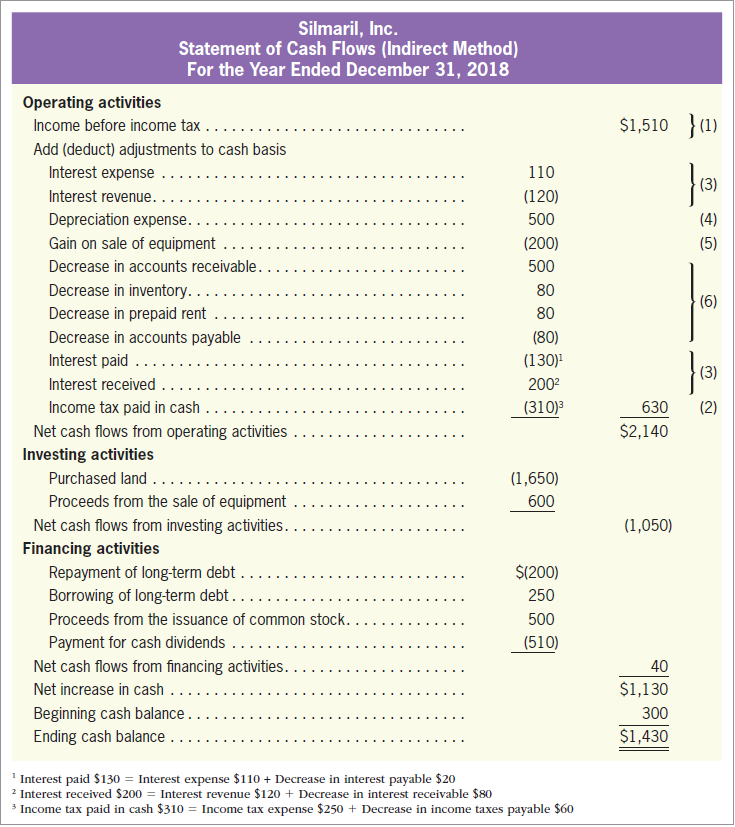 Silmaril, Inc.
Statement of Cash Flows (Indirect Method)
For the Year Ended December 31, 2018
Operating activities
Income before income tax . . . . . . . . . . . . . . . . . . . . . . . . . . . . . . $1,510 } (1)
Add (deduct) adjustments to cash basis
Interest expense . . . . . . . . . . . . . . . . . . . . . . . . . . . . . . . . . . . 110
Interest revenue. . . . . . . . . . . . . . . . . . . . . . . . . . . . . . . . . . . . (120) } (3)
Depreciation expense. . . . . . . . . . . . . . . . . . . . . . . . . . . . . . . . 500 (4)
Gain on sale of equipment . . . . . . . . . . . . . . . . . . . . . . . . . . . . (200) (5)
Decrease in accounts receivable. . . . . . . . . . . . . . . . . . . . . . . . 500
Decrease in inventory. . . . . . . . . . . . . . . . . . . . . . . . . . . . . . . . 80
Decrease in prepaid rent . . . . . . . . . . . . . . . . . . . . . . . . . . . . . 80 } (6)
Decrease in accounts payable . . . . . . . . . . . . . . . . . . . . . . . . . (80)
Interest paid . . . . . . . . . . . . . . . . . . . . . . . . . . . . . . . . . . . . . . (130)¹
Interest received . . . . . . . . . . . . . . . . . . . . . . . . . . . . . . . . . . . 200² } (3)
Income tax paid in cash . . . . . . . . . . . . . . . . . . . . . . . . . . . . . . (310)³ 630 (2)
Net cash flows from operating activities . . . . . . . . . . . . . . . . . . . . $2,140
Investing activities
Purchased land . . . . . . . . . . . . . . . . . . . . . . . . . . . . . . . . . . . . (1,650)
Proceeds from the sale of equipment . . . . . . . . . . . . . . . . . . . . 600
Net cash flows from investing activities. . . . . . . . . . . . . . . . . . . . . (1,050)
Financing activities
Repayment of long-term debt . . . . . . . . . . . . . . . . . . . . . . . . . . $(200)
Borrowing of long-term debt . . . . . . . . . . . . . . . . . . . . . . . . . . . 250
Proceeds from the issuance of common stock. . . . . . . . . . . . . . 500
Payment for cash dividends . . . . . . . . . . . . . . . . . . . . . . . . . . . (510)
Net cash flows from financing activities. . . . . . . . . . . . . . . . . . . . . 40
Net increase in cash . . . . . . . . . . . . . . . . . . . . . . . . . . . . . . . . . . $1,130
Beginning cash balance . . . . . . . . . . . . . . . . . . . . . . . . . . . . . . . . 300
Ending cash balance . . . . . . . . . . . . . . . . . . . . . . . . . . . . . . . . . . $1,430
¹ Interest paid $130 = Interest expense $110 + Decrease in interest payable $20
² Interest received $200 = Interest revenue $120 + Decrease in interest receivable $80
³ Income tax paid in cash $310 = Income tax expense $250 + Decrease in income taxes payable $60